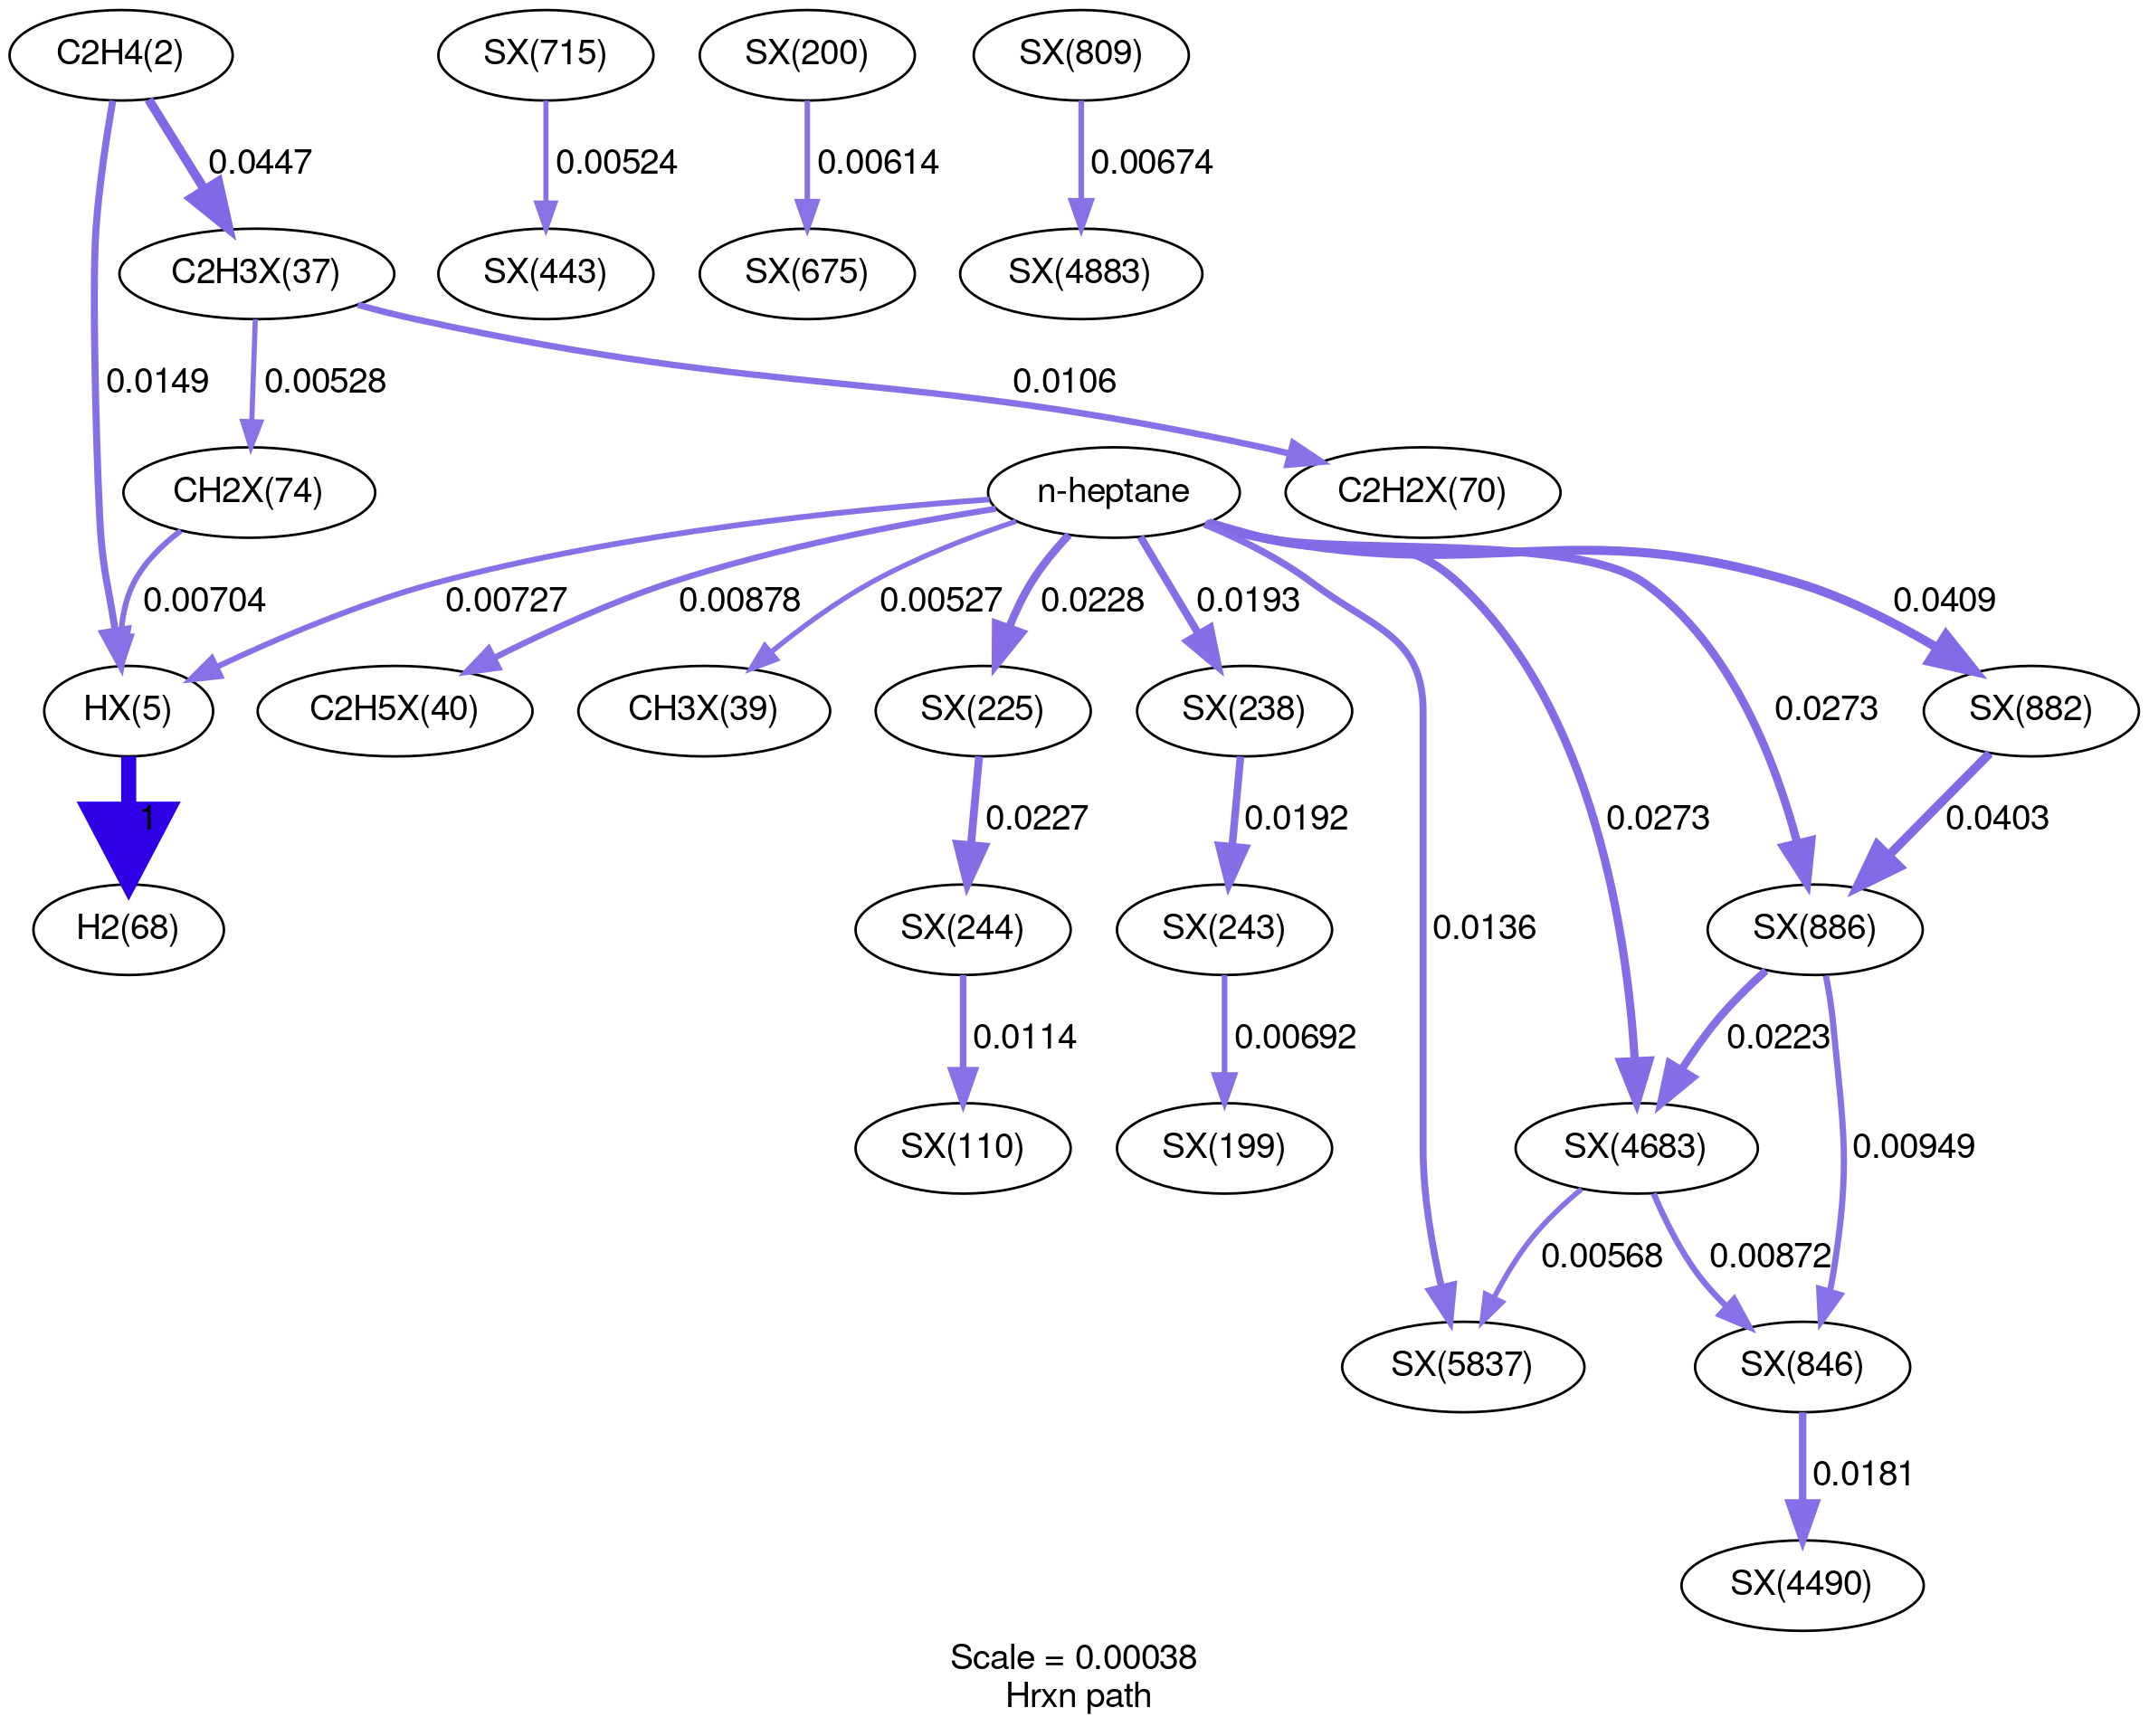 C2H4(2)
SX(715)
SX(200)
SX(809)
0.0447
0.00524
0.00614
0.00674
C2H3X(37)
SX(443)
SX(675)
SX(4883)
0.0149
0.00528
0.0106
CH2X(74)
n-heptane
C2H2X(70)
0.00704
0.00727
0.00878
0.00527
0.0228
0.0193
0.0409
HX(5)
C2H5X(40)
CH3X(39)
SX(225)
SX(238)
0.0273
SX(882)
1
0.0227
0.0192
0.0273
0.0403
H2(68)
SX(244)
SX(243)
0.0136
SX(886)
0.0114
0.00692
0.0223
SX(110)
SX(199)
SX(4683)
0.00949
0.00568
0.00872
SX(5837)
SX(846)
0.0181
SX(4490)
Scale = 0.00038
Hrxn path